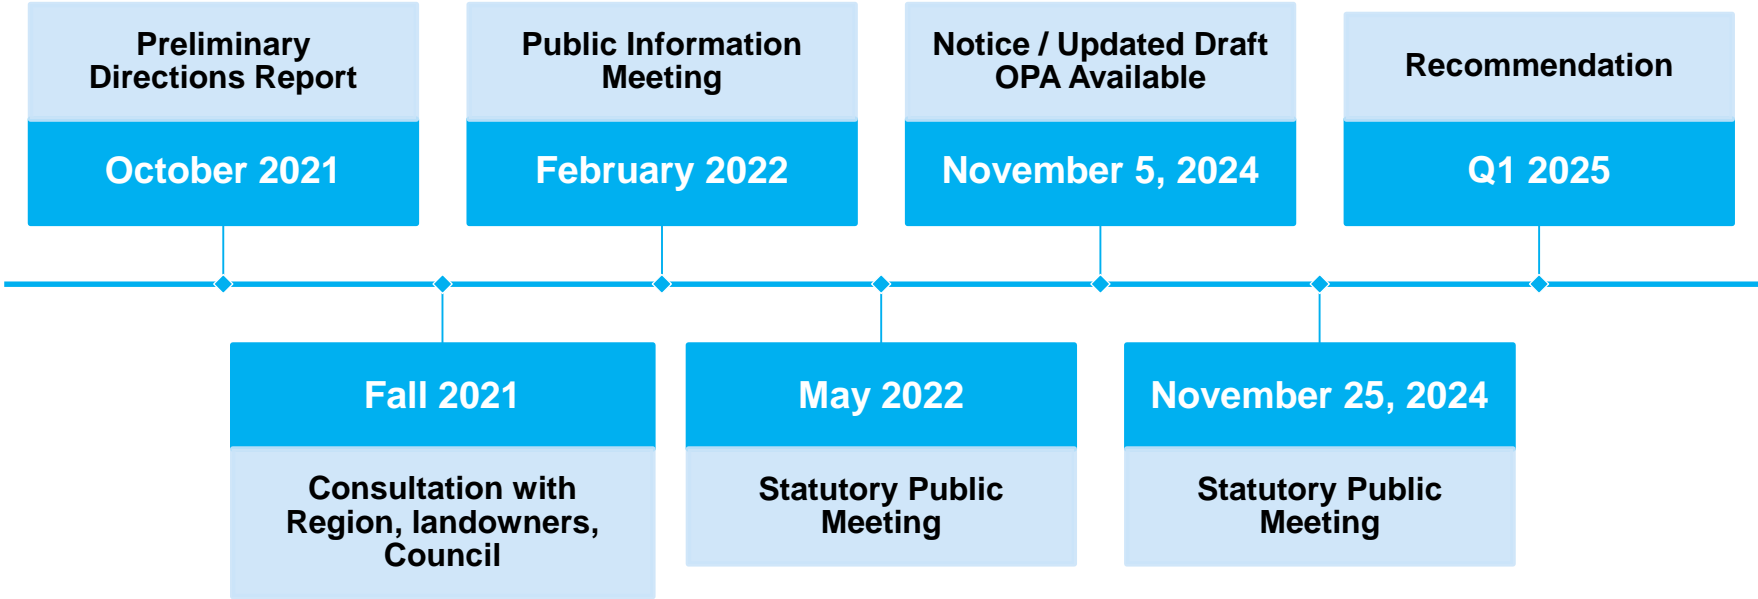 Preliminary
Directions Report
October 2021
Public Information
Meeting
February 2022
Notice / Updated Draft
OPA Available
November 5, 2024
Recommendation
Q1 2025
Fall 2021
Consultation with
Region, landowners,
Council
May 2022
Statutory Public
Meeting
November 25, 2024
Statutory Public
Meeting